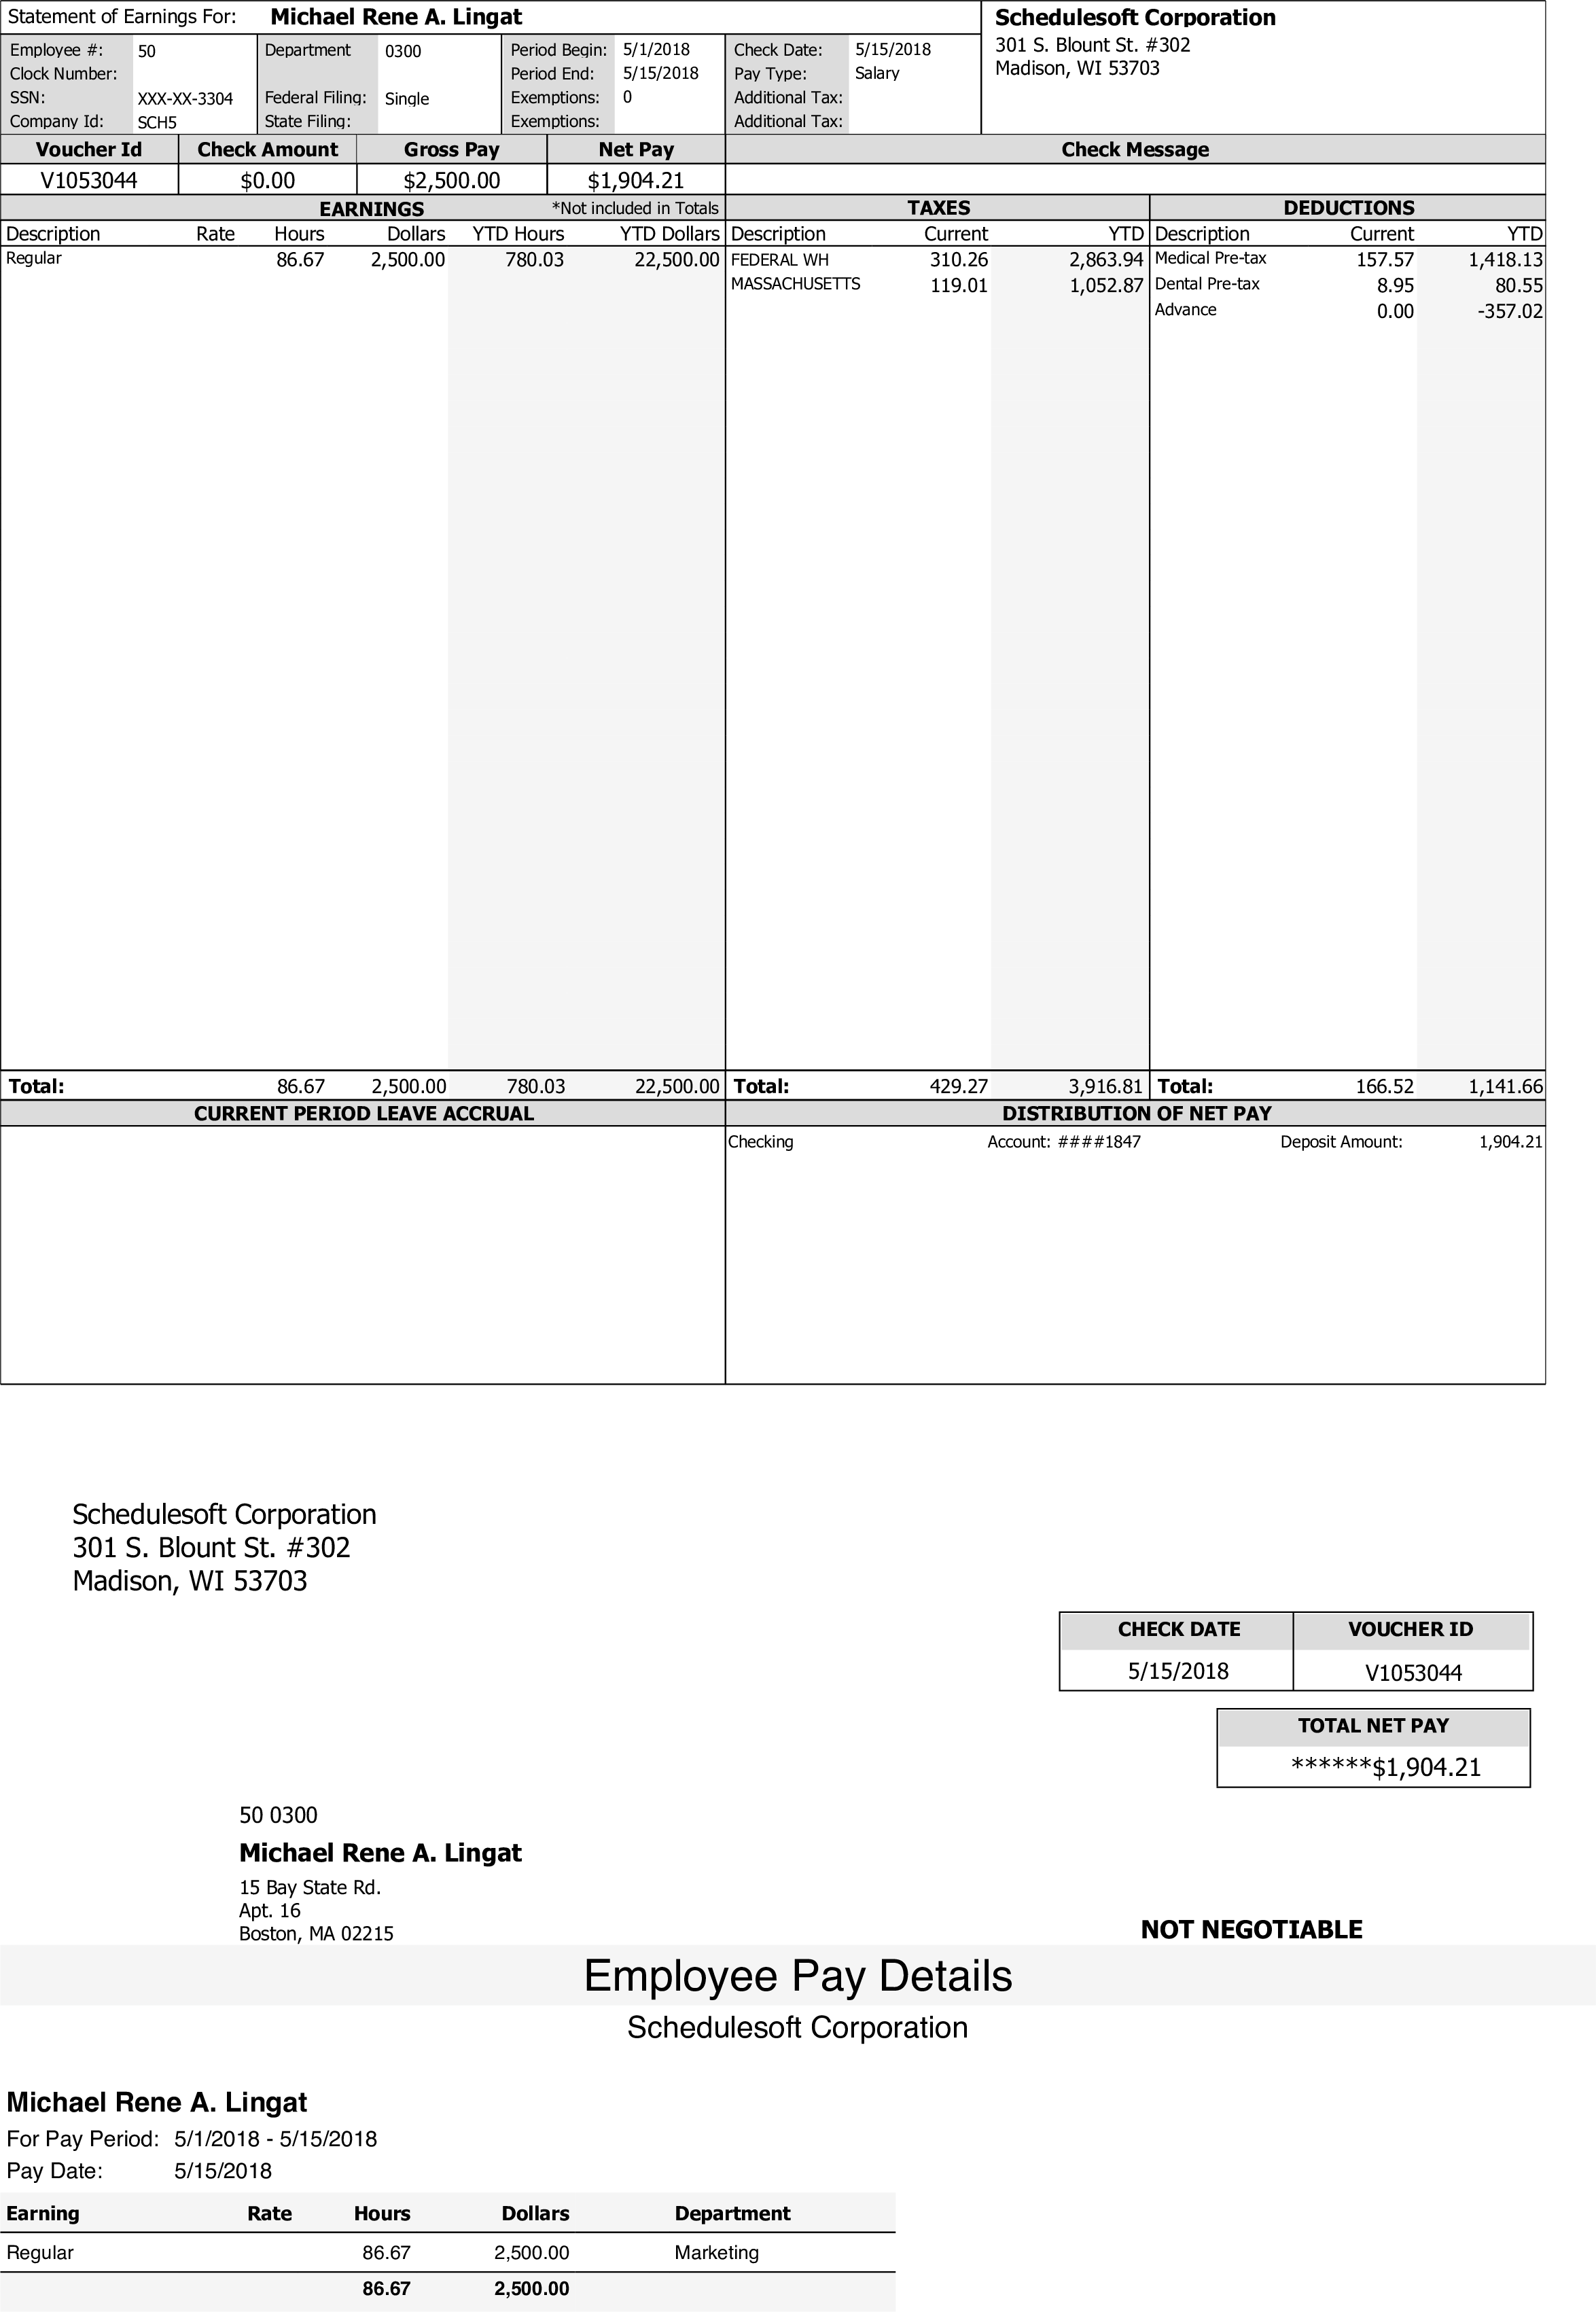 Statement of Earnings For: Michael Rene A. Lingat
Schedulesoft Corporation
301 S. Blount St. #302
Madison, WI 53703
Employee #: 50 Department 0300 Period Begin: 5/1/2018 Check Date: 5/15/2018
Clock Number: Period End: 5/15/2018 Pay Type: Salary
SSN: XXX-XX-3304 Federal Filing: Single Exemptions: 0 Additional Tax:
Company Id: SCH5 State Filing: Exemptions: Additional Tax:
Voucher Id Check Amount Gross Pay Net Pay Check Message
V1053044 $0.00 $2,500.00 $1,904.21
EARNINGS *Not included in Totals TAXES DEDUCTIONS
Description Rate Hours Dollars YTD Hours YTD Dollars Description Current YTD Description Current YTD
Regular 86.67 2,500.00 780.03 22,500.00 FEDERAL WH 310.26 2,863.94 Medical Pre-tax 157.57 1,418.13
MASSACHUSETTS 119.01 1,052.87 Dental Pre-tax 8.95 80.55
Advance 0.00 -357.02
Total: 86.67 2,500.00 780.03 22,500.00 Total: 429.27 3,916.81 Total: 166.52 1,141.66
CURRENT PERIOD LEAVE ACCRUAL DISTRIBUTION OF NET PAY
Checking Account: ####1847 Deposit Amount: 1,904.21
Schedulesoft Corporation
301 S. Blount St. #302
Madison, WI 53703
CHECK DATE VOUCHER ID
5/15/2018 V1053044
TOTAL NET PAY
******$1,904.21
50 0300
Michael Rene A. Lingat
15 Bay State Rd.
Apt. 16
Boston, MA 02215
NOT NEGOTIABLE
Employee Pay Details
Schedulesoft Corporation
Michael Rene A. Lingat
For Pay Period: 5/1/2018 - 5/15/2018
Pay Date: 5/15/2018
Earning Rate Hours Dollars Department
Regular 86.67 2,500.00 Marketing
86.67 2,500.00